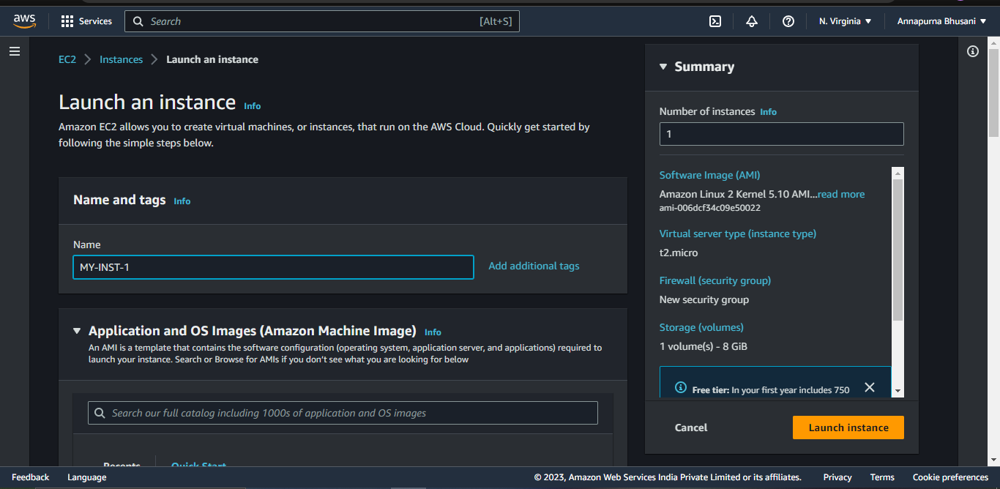 aws
Services
Search [Alt+S]
N. Virginia
Annapurna Bhusani
EC2 Instances Launch an instance
Launch an instance Info
Amazon EC2 allows you to create virtual machines, or instances, that run on the AWS Cloud. Quickly get started by
following the simple steps below.
Name and tags Info
Name
MY-INST-1
Add additional tags
Application and OS Images (Amazon Machine Image) Info
An AMI is a template that contains the software configuration (operating system, application server, and applications) required to
launch your instance. Search or Browse for AMIs if you don't see what you are looking for below
Search our full catalog including 1000s of application and OS images
Recents Quick Start
Summary
Number of instances Info
1
Software Image (AMI)
Amazon Linux 2 Kernel 5.10 AMI...read more
ami-006dcf34c09e50022
Virtual server type (instance type)
t2.micro
Firewall (security group)
New security group
Storage (volumes)
1 volume(s) - 8 GiB
Free tier: In your first year includes 750
Cancel
Launch instance
Feedback Language
© 2023, Amazon Web Services India Private Limited or its affiliates. Privacy Terms Cookie preferences